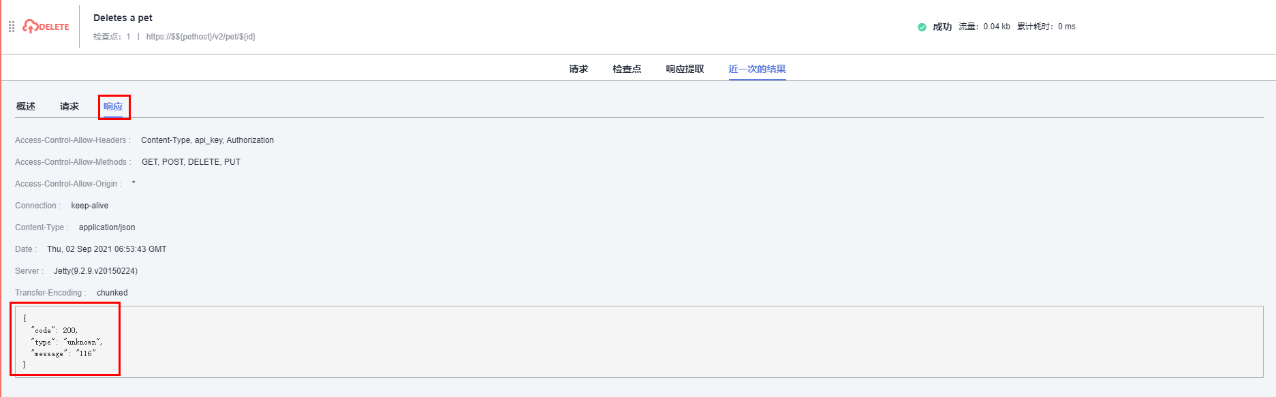 DELETE
Deletes a pet
检查点：1 | https://$${pethost}/v2/pet/${id}
成功 流量：0.04 kb 累计耗时：0 ms
请求 检查点 响应提取 近一次的结果
概述 请求 响应
Access-Control-Allow-Headers : Content-Type, api_key, Authorization
Access-Control-Allow-Methods : GET, POST, DELETE, PUT
Access-Control-Allow-Origin : *
Connection : keep-alive
Content-Type : application/json
Date : Thu, 02 Sep 2021 06:53:43 GMT
Server : Jetty(9.2.9.v20150224)
Transfer-Encoding : chunked
{
"code": 200,
"type": "unknown",
"message": "116"
}